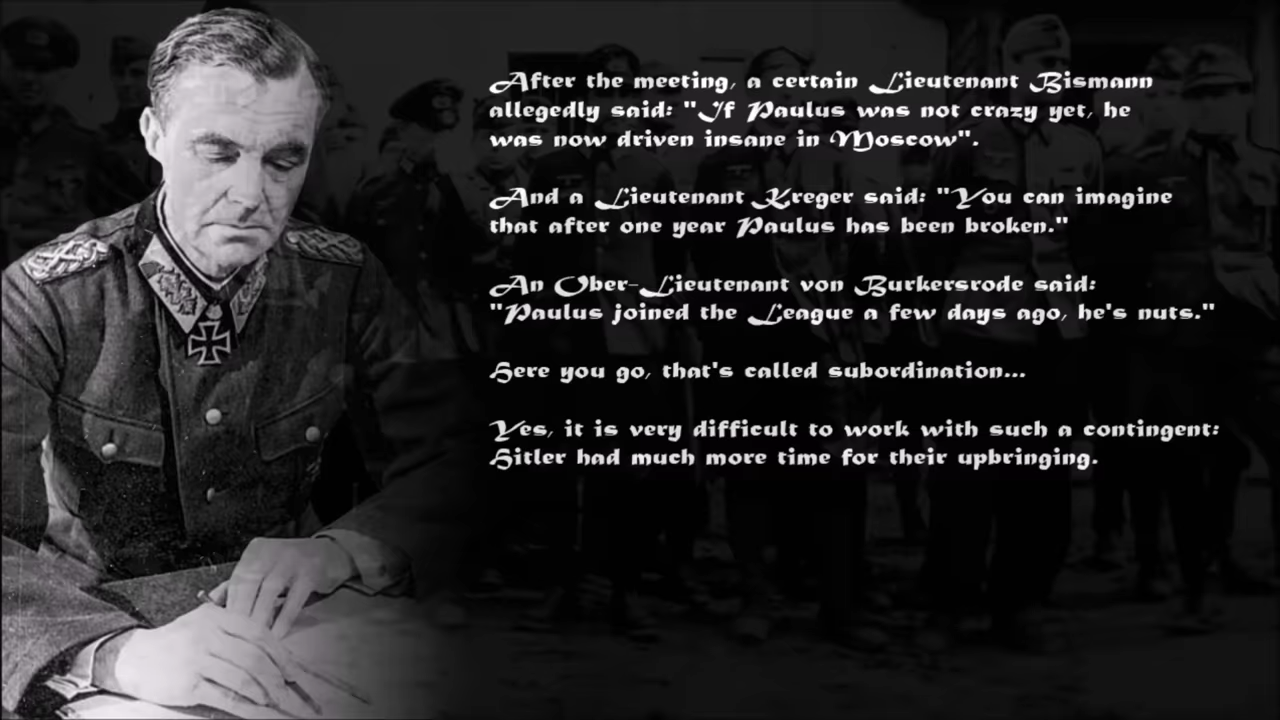 After the meeting, a certain Lieutenant Bismann
allegedly said: "If Paulus was not crazy yet, he
was now driven insane in Moscow".
And a Lieutenant Kreger said: "You can imagine
that after one year Paulus has been broken."
An Ober-Lieutenant von Burkersrode said:
"Paulus joined the League a few days ago, he's nuts."
Here you go, that's called subordination...
Yes, it is very difficult to work with such a contingent:
Hitler had much more time for their upbringing.